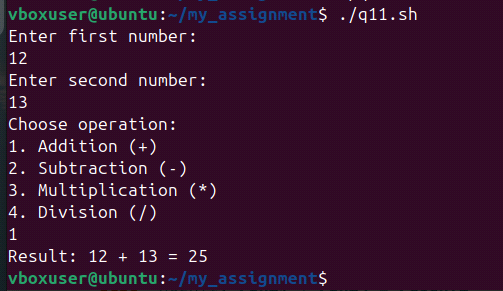 vboxuser@ubuntu:~/my_assignment$ ./q11.sh
Enter first number:
12
Enter second number:
13
Choose operation:
1. Addition (+)
2. Subtraction (-)
3. Multiplication (*)
4. Division (/)
1
Result: 12 + 13 = 25
vboxuser@ubuntu:~/my_assignment$